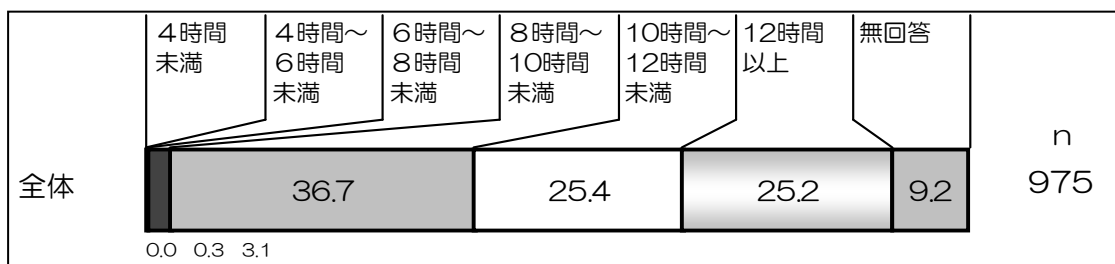 4時間
未満
4時間～
6時間
未満
6時間～
8時間
未満
8時間～
10時間
未満
10時間～
12時間
未満
12時間
以上
無回答
全体
36.7
25.4
25.2
9.2
0.0 0.3 3.1
n
975